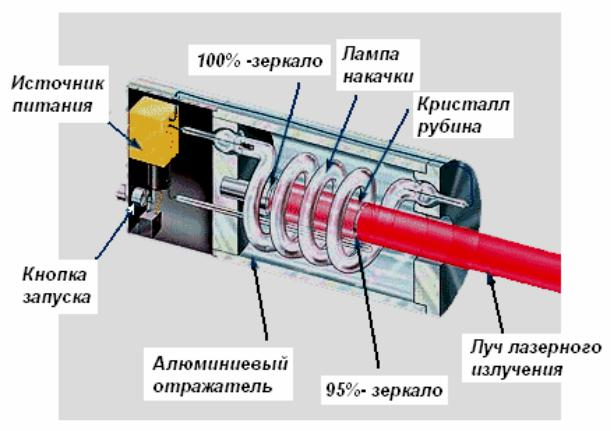 100% -зеркало
Лампа
накачки
Источник
питания
Кристалл
рубина
Кнопка
запуска
Алюминиевый
отражатель
95%- зеркало
Луч лазерного
излучения